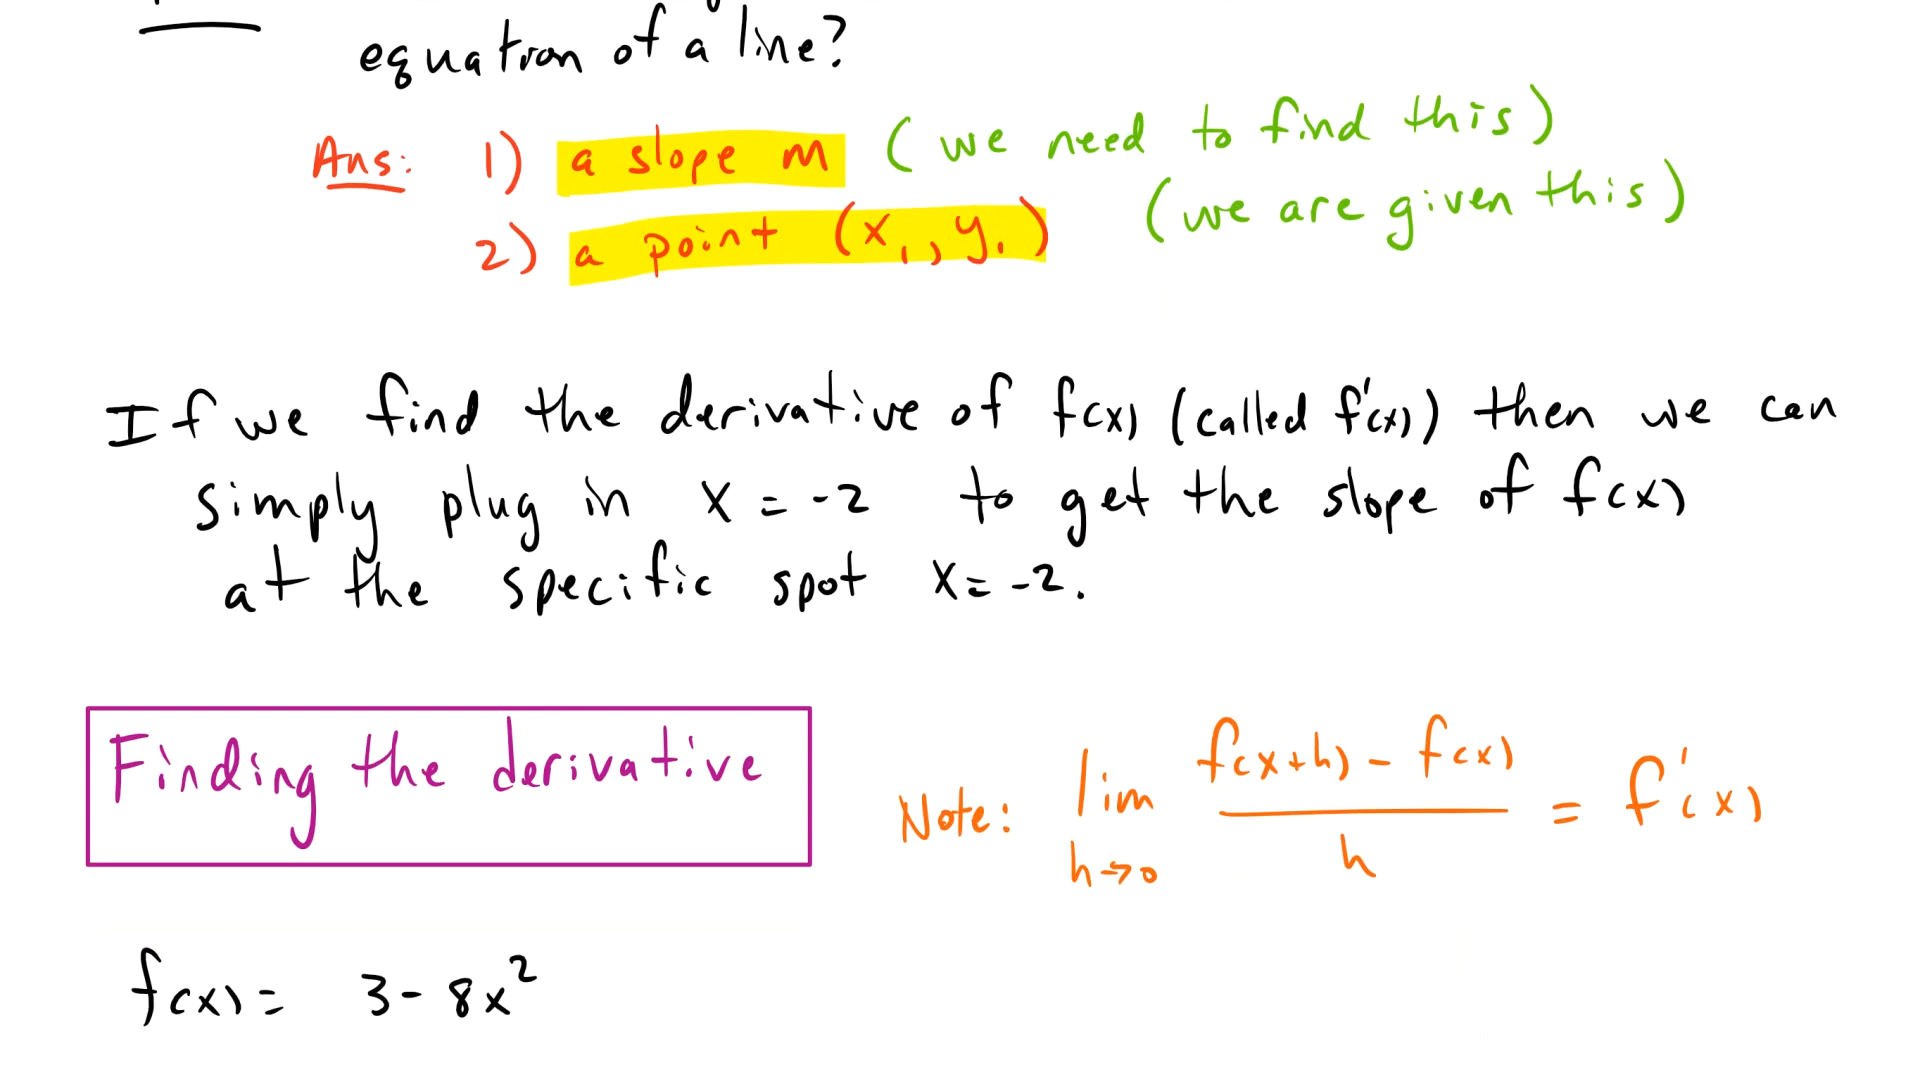 equation of a line?
Ans: 1) a slope m (we need to find this)
2) a point (x₁, y₁) (we are given this)
If we find the derivative of f(x) (called f'(x)) then we can
simply plug in x = -2 to get the slope of f(x)
at the specific spot x = -2.
Finding the derivative
Note: lim h→0 f(x+h) - f(x) / h = f'(x)
f(x) = 3 - 8x²